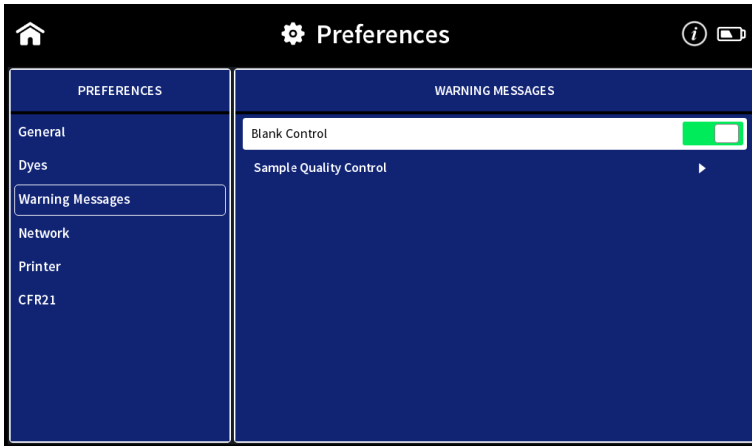 Preferences
PREFERENCES
WARNING MESSAGES
General
Dyes
Warning Messages
Network
Printer
CFR21
Blank Control
Sample Quality Control